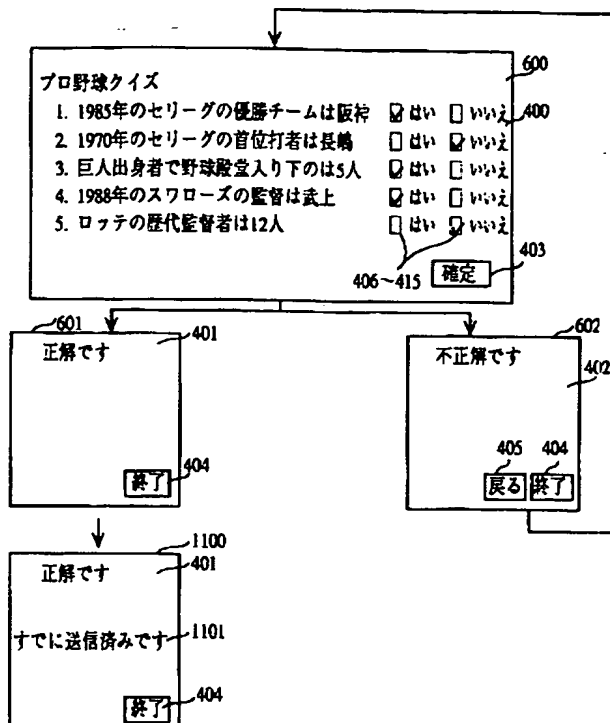 600
プロ野球クイズ
1. 1985年のセリーグの優勝チームは阪神 はい いいえ
400
2. 1970年のセリーグの首位打者は長嶋 はい いいえ
3. 巨人出身者で野球殿堂入り下のは5人 はい いいえ
4. 1988年のスワローズの監督は武上 はい いいえ
5. ロッテの歴代監督者は12人 はい いいえ
403
406~415 確定
601 602
正解です 401
不正解です
402
404
終了
405 404
戻る 終了
1100
正解です 401
すでに送信済みです 1101
404
終了